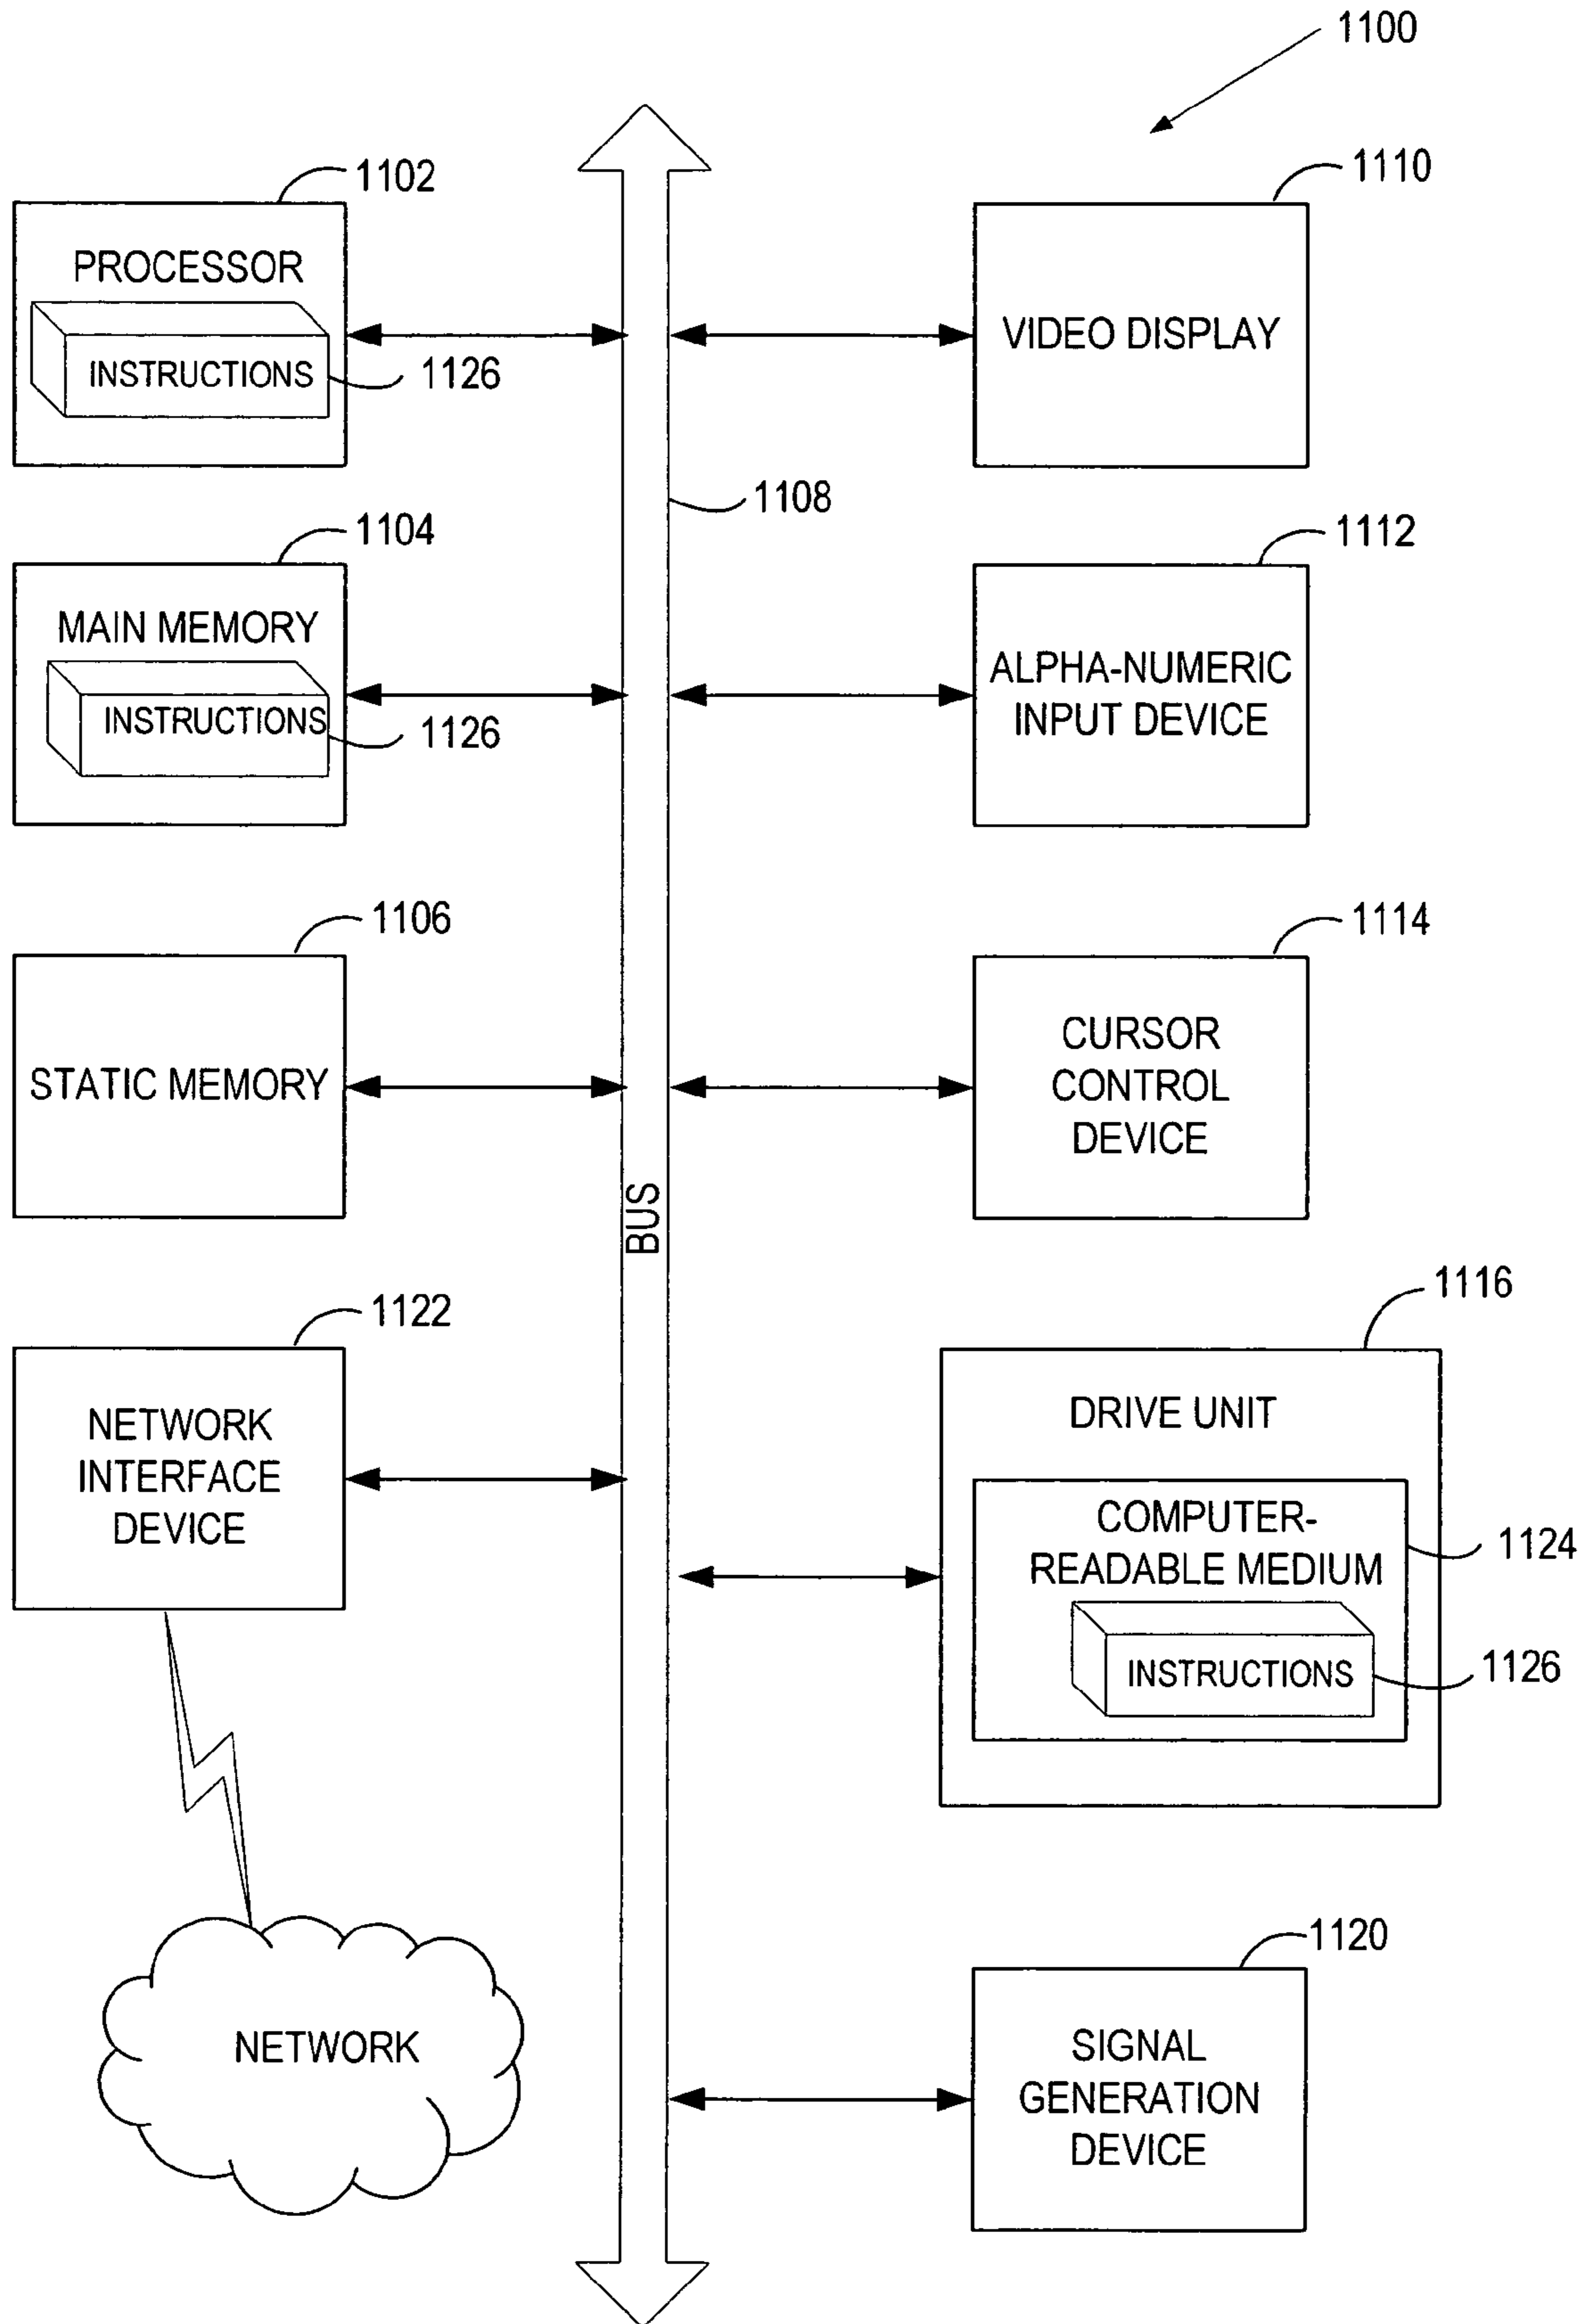 1100
1102
PROCESSOR
INSTRUCTIONS
1126
1110
VIDEO DISPLAY
1108
1104
MAIN MEMORY
INSTRUCTIONS
1126
1112
ALPHA-NUMERIC
INPUT DEVICE
1106
STATIC MEMORY
1114
CURSOR
CONTROL
DEVICE
BUS
1122
NETWORK
INTERFACE
DEVICE
1116
DRIVE UNIT
COMPUTER-
READABLE MEDIUM
1124
INSTRUCTIONS
1126
NETWORK
1120
SIGNAL
GENERATION
DEVICE